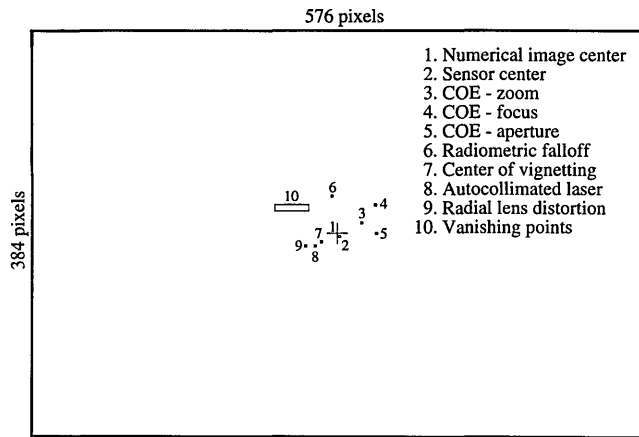 576 pixels
384 pixels
1. Numerical image center
2. Sensor center
3. COE - zoom
4. COE - focus
5. COE - aperture
6. Radiometric falloff
7. Center of vignetting
8. Autocollimated laser
9. Radial lens distortion
10. Vanishing points
6
10
4
3
1
5
7
2
9
8